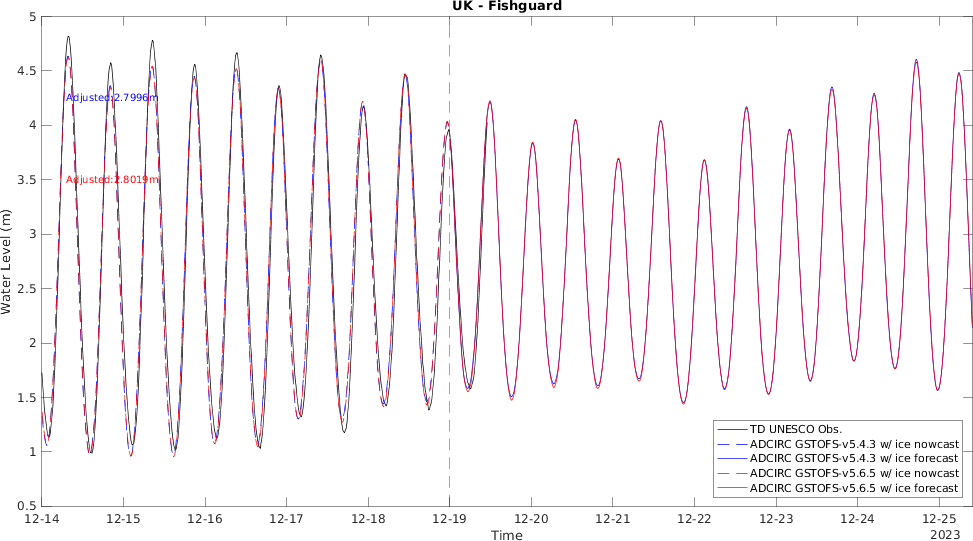 UK - Fishguard
5
4.5
4
3.5
3
2.5
2
1.5
1
0.5
Water Level (m)
Adjusted:2.7996m
Adjusted:2.8019m
TD UNESCO Obs.
ADCIRC GSTOFS-v5.4.3 w/ ice nowcast
ADCIRC GSTOFS-v5.4.3 w/ ice forecast
ADCIRC GSTOFS-v5.6.5 w/ ice nowcast
ADCIRC GSTOFS-v5.6.5 w/ ice forecast
12-14 12-15 12-16 12-17 12-18 12-19 12-20 12-21 12-22 12-23 12-24 12-25
Time
2023